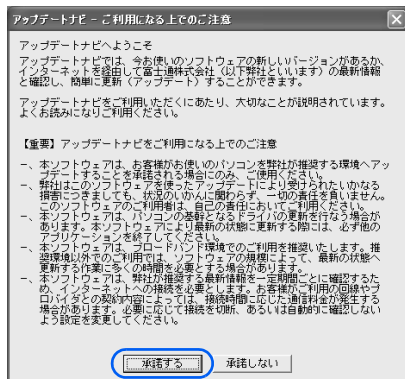 アップデートナビ - ご利用になる上でのご注意
アップデートナビへようこそ
アップデートナビでは、今お使いのソフトウェアの新しいバージョンがあるか、
インターネットを経由して富士通株式会社（以下弊社といいます）の最新情報
と確認し、簡単に更新（アップデート）することができます。
アップデートナビをご利用いただくにあたり、大切なことが説明されています。
よくお読みになりご利用ください。
【重要】アップデートナビをご利用になる上でのご注意
一、本ソフトウェアは、お客様がお使いのパソコンを弊社が推奨する環境へアッ
プデートすることを承諾される場合にのみ、ご使用ください。
一、弊社はこのソフトウェアを使ったアップデートにより受けられたいかなる
損害につきましても、状況のいかんに関わらず、一切の責任を負いません。
このソフトウェアのご利用者は、自己の責任においてご利用ください。
一、本ソフトウェアは、パソコンの基幹となるドライバの更新を行なう場合が
あります。本ソフトウェアにより最新の状態に更新する際には、必ず他の
アプリケーションを終了してください。
一、本ソフトウェアは、ブロードバンド環境でのご利用を推奨いたします。推
奨環境以外でのご利用では、ソフトウェアの規模によって、最新の状態へ
更新する作業に多くの時間を必要とする場合があります。
一、本ソフトウェアは、弊社が推奨する最新情報を一定期間ごとに確認するた
め、インターネットへの接続を必要とします。お客様がご利用の回線やプ
ロバイダとの契約内容によっては、接続時間に応じた通信料金が発生する
場合があります。必要に応じて接続を切断、あるいは自動的に確認しない
よう設定を変更してください。
承諾する 承諾しない